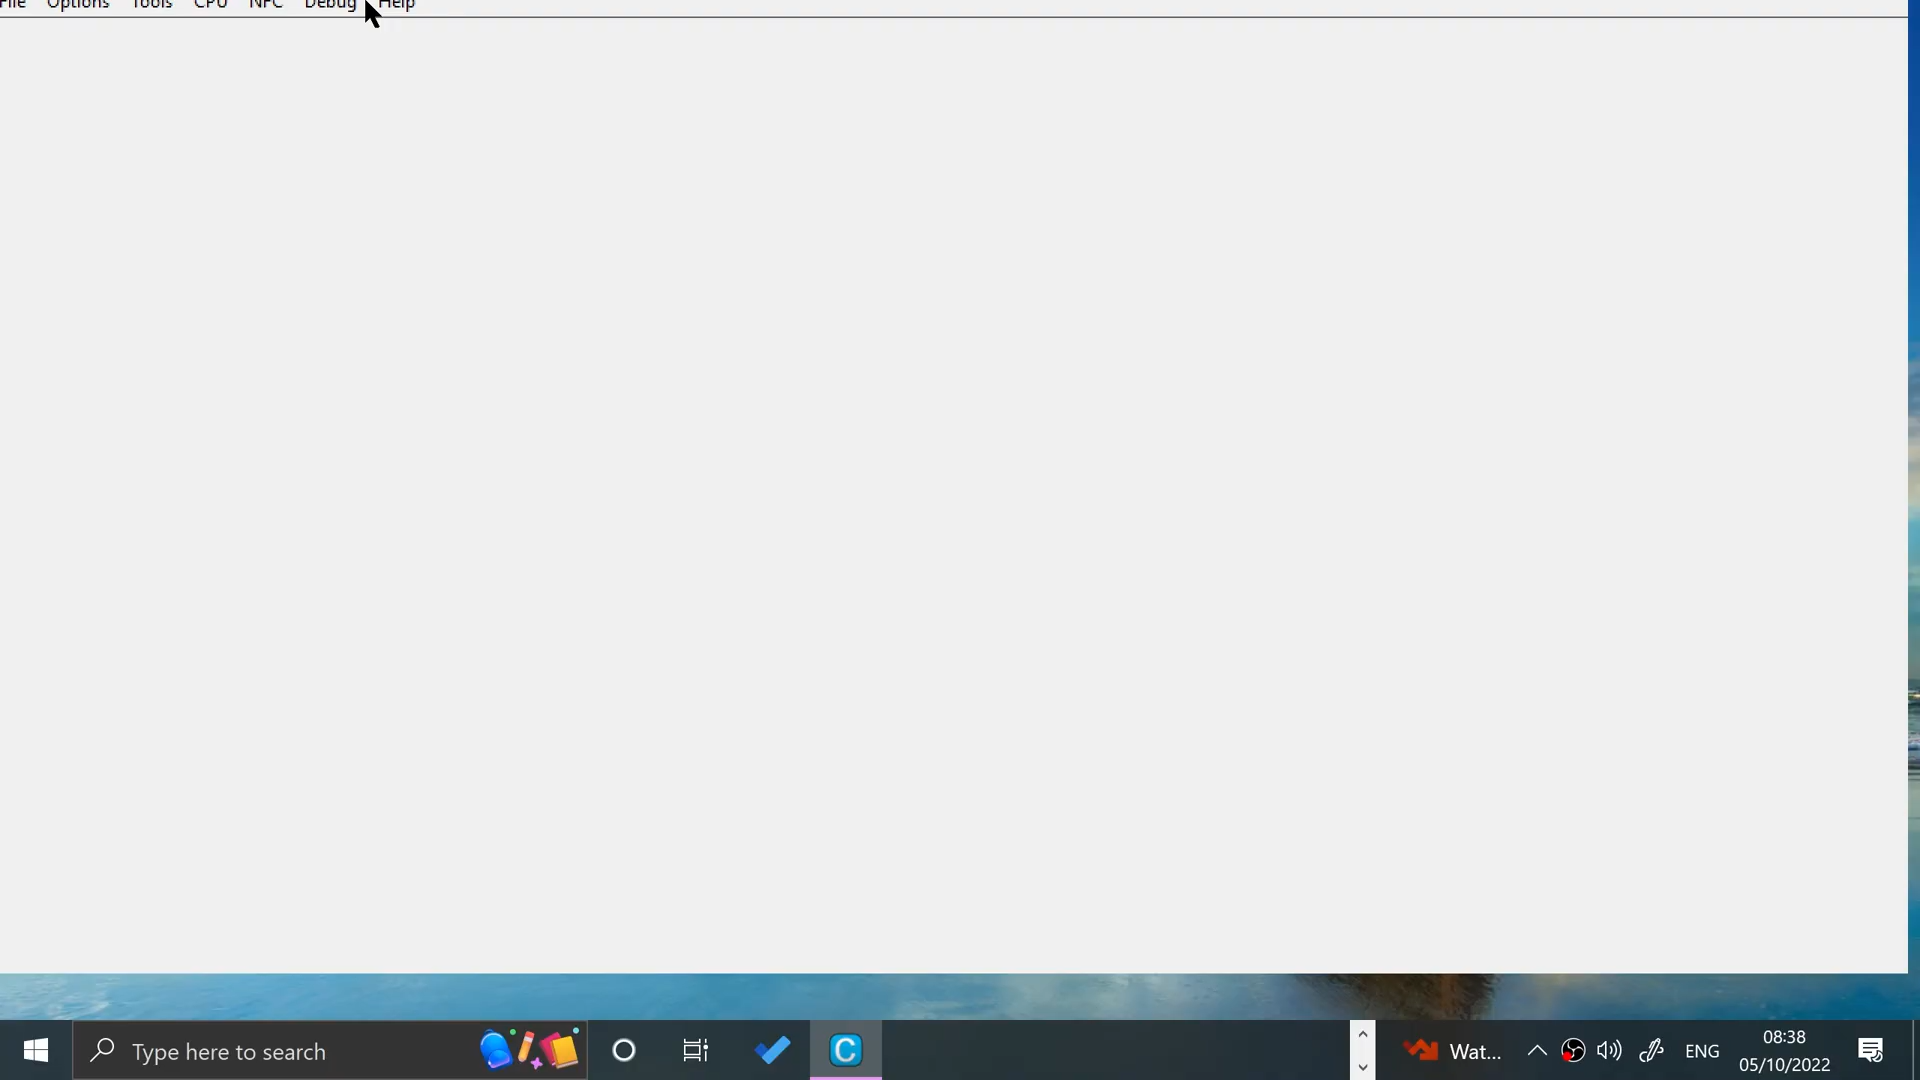 File Options Tools CPU NFC Debug Help
Type here to search
C
Wat...
ENG
08:38
05/10/2022